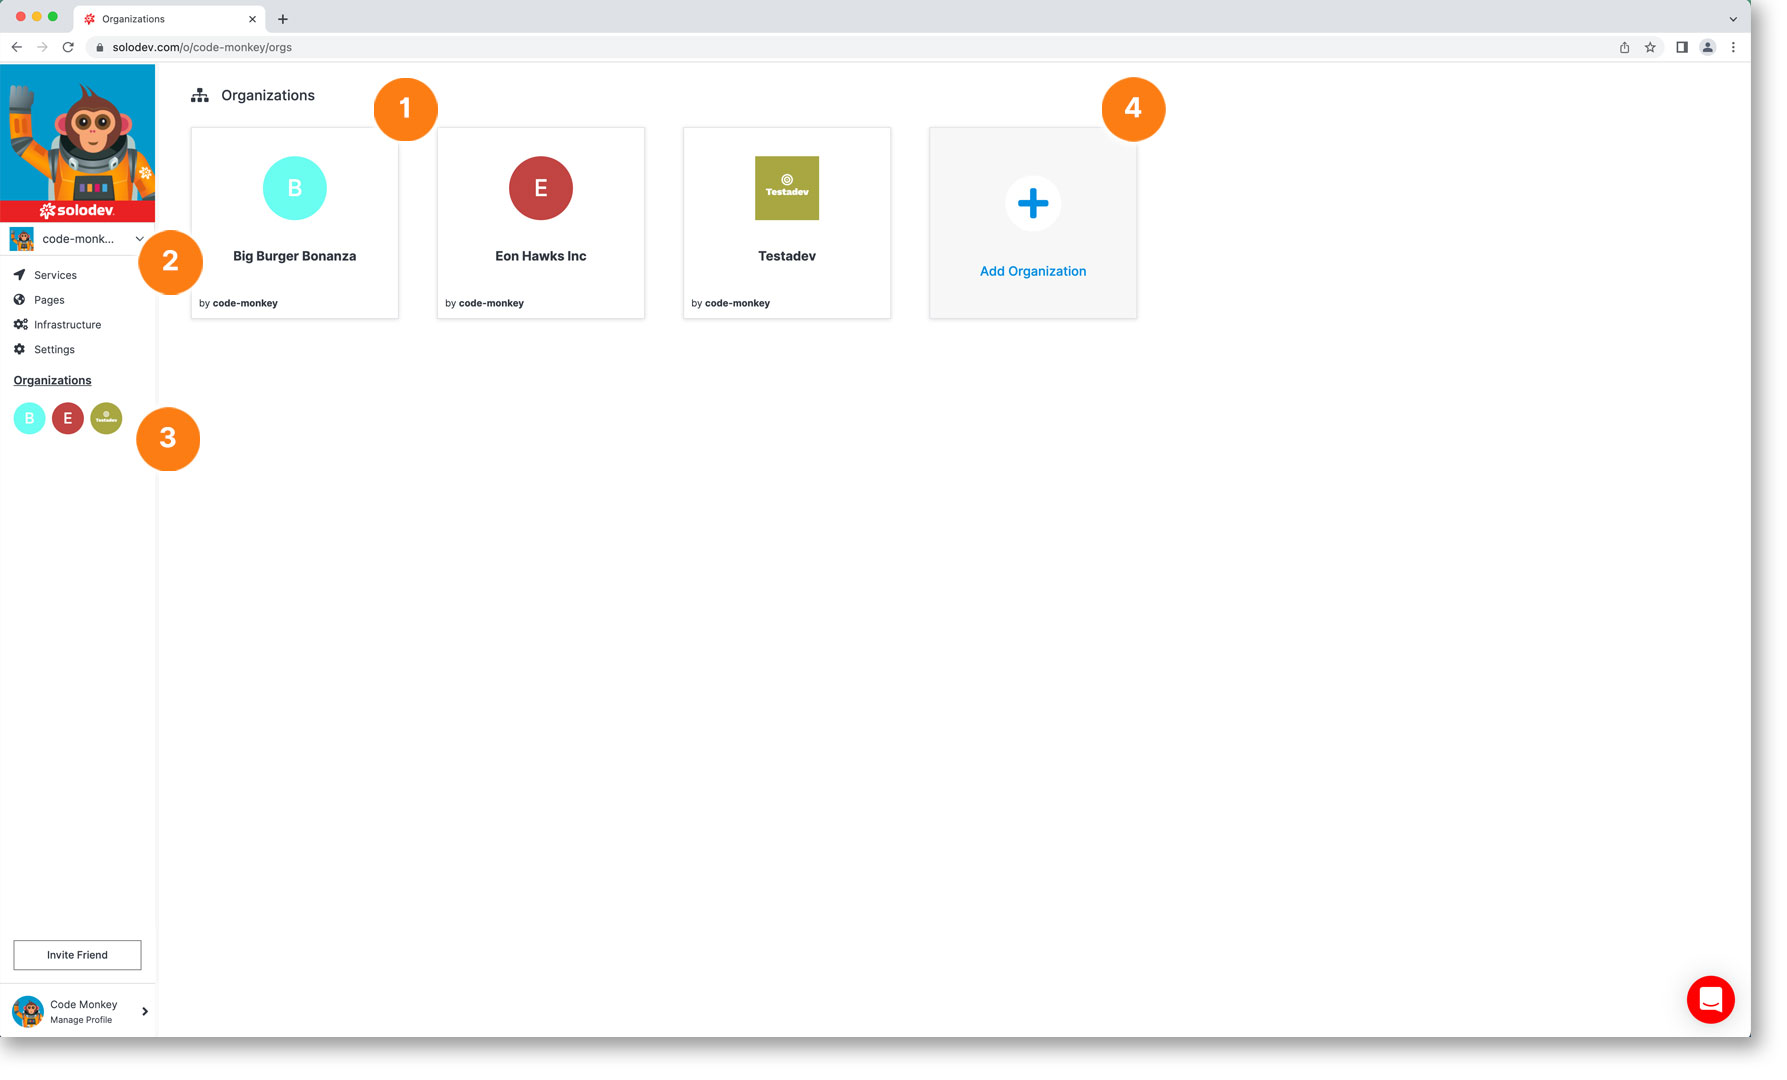 Organizations
solodev.com/o/code-monkey/orgs
solodev
code-monk...
Services
Pages
Infrastructure
Settings
Organizations
B
E
Testadev
Invite Friend
Code Monkey
Manage Profile
Organizations
1
2
3
4
B
Big Burger Bonanza
by code-monkey
E
Eon Hawks Inc
by code-monkey
Testadev
Testadev
by code-monkey
Add Organization